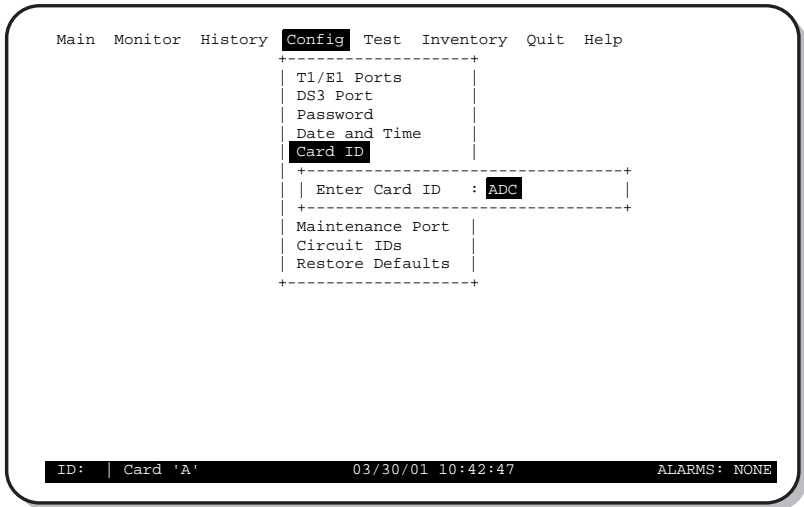 Main Monitor History Config Test Inventory Quit Help
+-------------------+
| T1/E1 Ports |
| DS3 Port |
| Password |
| Date and Time |
| Card ID |
| +---------------------------------+
| | Enter Card ID : ADC |
| +---------------------------------+
| Maintenance Port |
| Circuit IDs |
| Restore Defaults |
+-------------------+
ID: | Card 'A' 03/30/01 10:42:47 ALARMS: NONE